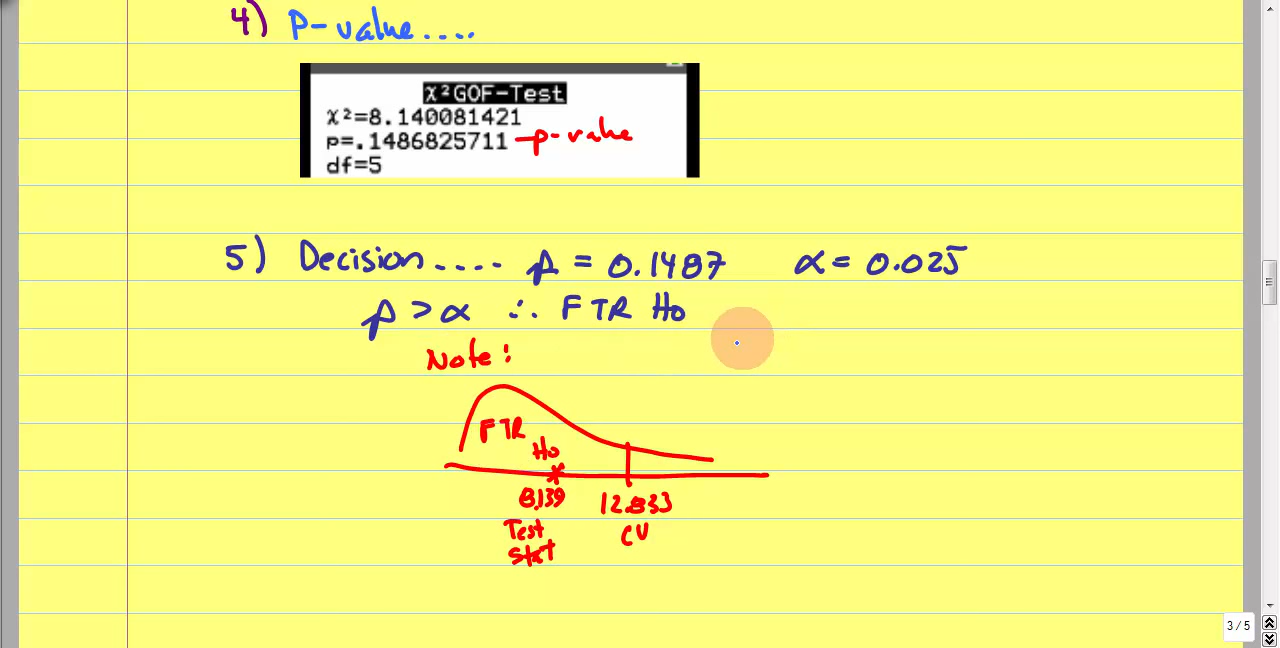 4) P-value....
χ²GOF-Test
χ²=8.140081421
p=.1486825711 -p-value
df=5
5) Decision.... p = 0.1487 α = 0.025
p > α ∴ FTR Ho
Note:
FTR
Ho
8.139 12.833
Test CV
stat
3 / 5